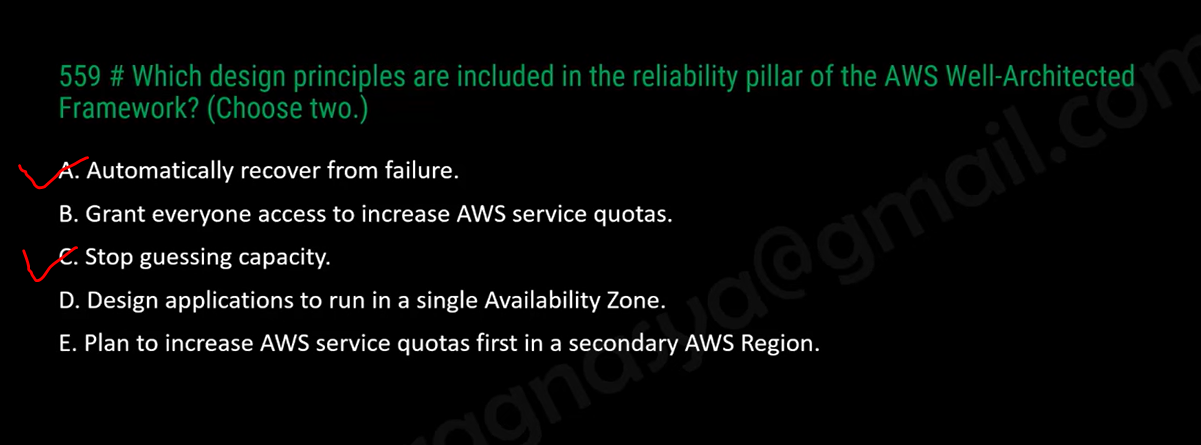 559 # Which design principles are included in the reliability pillar of the AWS Well-Architected
Framework? (Choose two.)
A. Automatically recover from failure.
B. Grant everyone access to increase AWS service quotas.
C. Stop guessing capacity.
D. Design applications to run in a single Availability Zone.
E. Plan to increase AWS service quotas first in a secondary AWS Region.